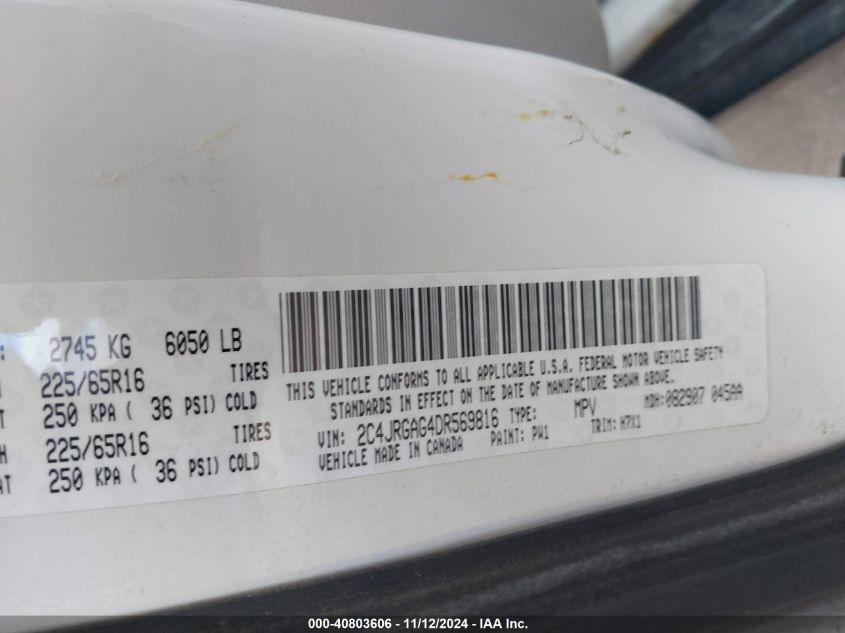 : 2745 KG 6050 LB
225/65R16 TIRES
250 KPA ( 36 PSI) COLD
H 225/65R16 TIRES
AT 250 KPA ( 36 PSI) COLD
THIS VEHICLE CONFORMS TO ALL APPLICABLE U.S.A. FEDERAL MOTOR VEHICLE SAFETY
STANDARDS IN EFFECT ON THE DATE OF MANUFACTURE SHOWN ABOVE.
VIN: 2C4JRGAG4DR569816 TYPE: MPV MDH: 082907 045AA
VEHICLE MADE IN CANADA PAINT: PW1 TRIM: H7X1
000-40803606 - 11/12/2024 - IAA Inc.